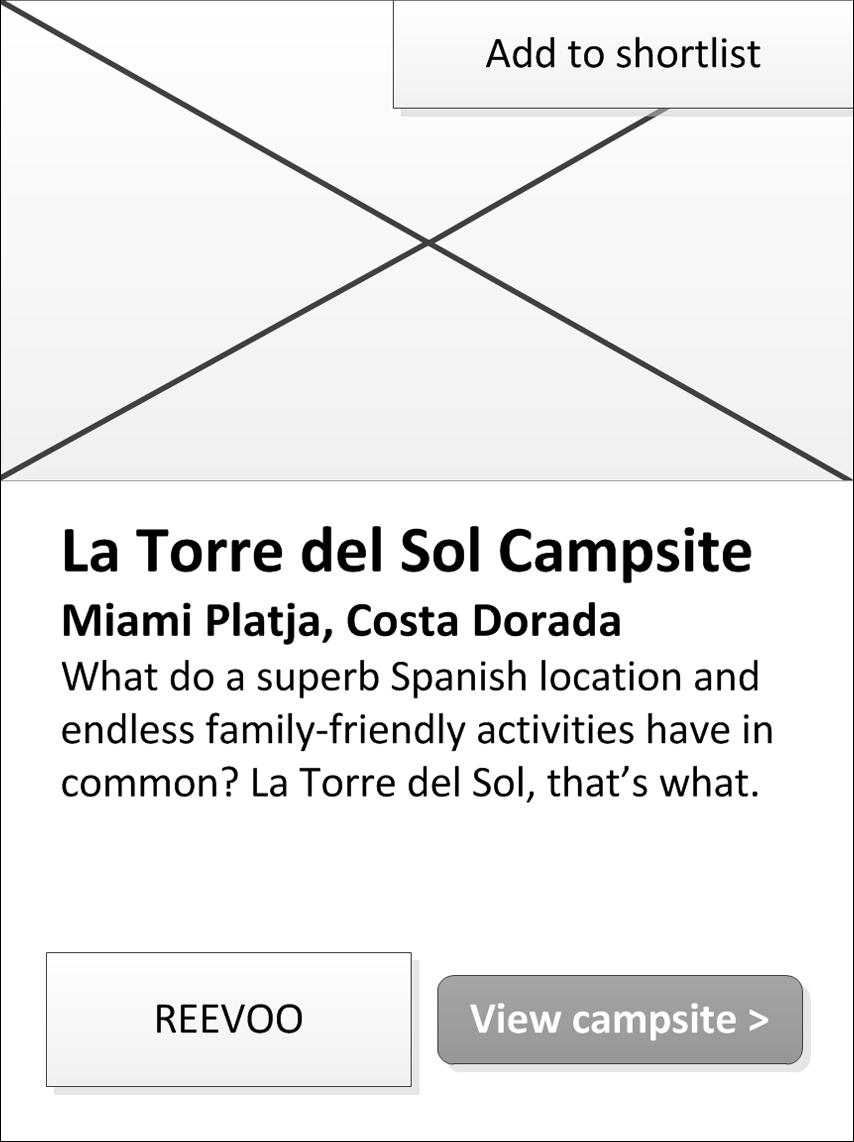 Add to shortlist
La Torre del Sol Campsite
Miami Platja, Costa Dorada
What do a superb Spanish location and
endless family-friendly activities have in
common? La Torre del Sol, that’s what.
REEVOO
View campsite >